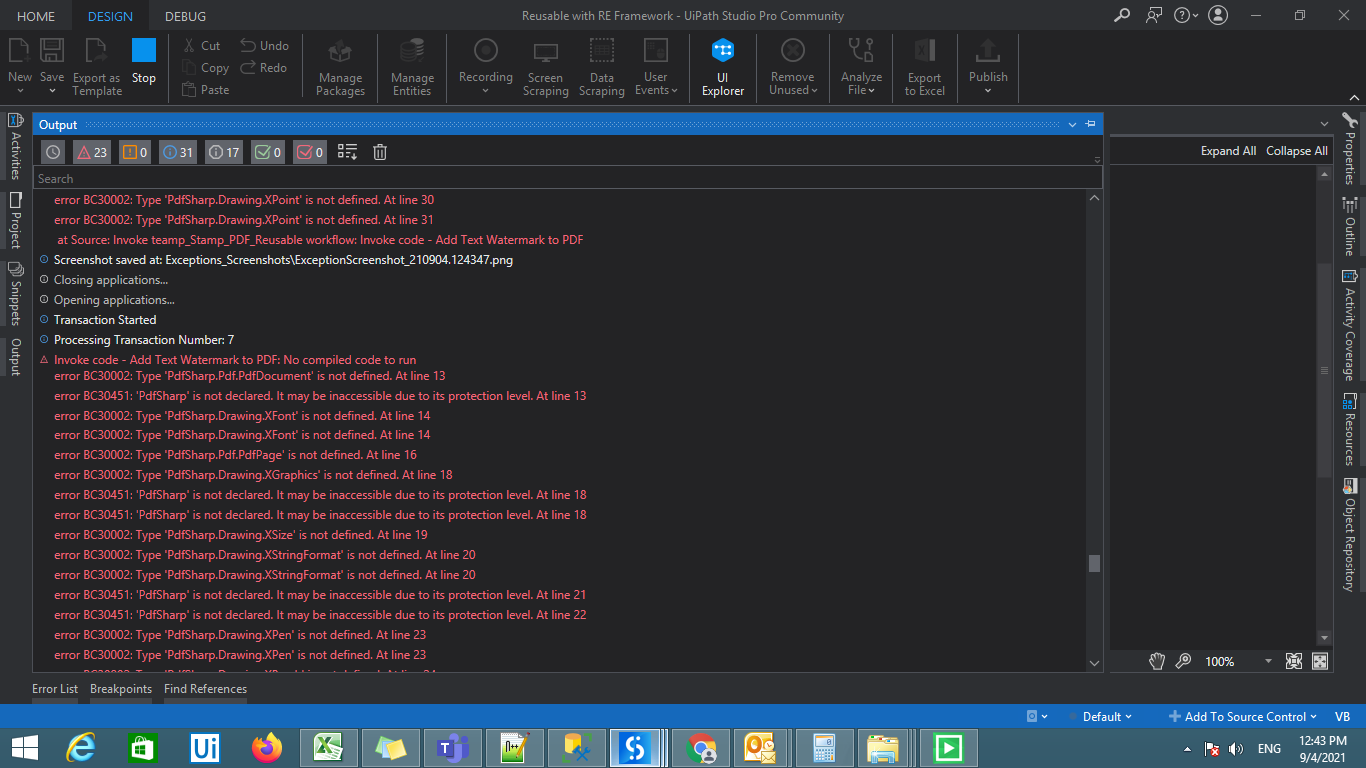 HOME DESIGN DEBUG Reusable with RE Framework - UiPath Studio Pro Community
New Save Export as Template Stop Cut Copy Paste Undo Redo Manage Packages Manage Entities Recording Screen Scraping Data Scraping User Events UI Explorer Remove Unused Analyze File Export to Excel Publish
Output
23 0 31 17 0 0
Search
error BC30002: Type 'PdfSharp.Drawing.XPoint' is not defined. At line 30
error BC30002: Type 'PdfSharp.Drawing.XPoint' is not defined. At line 31
at Source: Invoke teamp_Stamp_PDF_Reusable workflow: Invoke code - Add Text Watermark to PDF
Screenshot saved at: Exceptions_Screenshots\ExceptionScreenshot_210904.124347.png
Closing applications...
Opening applications...
Transaction Started
Processing Transaction Number: 7
Invoke code - Add Text Watermark to PDF: No compiled code to run
error BC30002: Type 'PdfSharp.Pdf.PdfDocument' is not defined. At line 13
error BC30451: 'PdfSharp' is not declared. It may be inaccessible due to its protection level. At line 13
error BC30002: Type 'PdfSharp.Drawing.XFont' is not defined. At line 14
error BC30002: Type 'PdfSharp.Drawing.XFont' is not defined. At line 14
error BC30002: Type 'PdfSharp.Pdf.PdfPage' is not defined. At line 16
error BC30002: Type 'PdfSharp.Drawing.XGraphics' is not defined. At line 18
error BC30451: 'PdfSharp' is not declared. It may be inaccessible due to its protection level. At line 18
error BC30451: 'PdfSharp' is not declared. It may be inaccessible due to its protection level. At line 18
error BC30002: Type 'PdfSharp.Drawing.XSize' is not defined. At line 19
error BC30002: Type 'PdfSharp.Drawing.XStringFormat' is not defined. At line 20
error BC30002: Type 'PdfSharp.Drawing.XStringFormat' is not defined. At line 20
error BC30451: 'PdfSharp' is not declared. It may be inaccessible due to its protection level. At line 21
error BC30451: 'PdfSharp' is not declared. It may be inaccessible due to its protection level. At line 22
error BC30002: Type 'PdfSharp.Drawing.XPen' is not defined. At line 23
error BC30002: Type 'PdfSharp.Drawing.XPen' is not defined. At line 23
Activities
Project
Snippets
Output
Expand All Collapse All
Properties
Outline
Activity Coverage
Resources
Object Repository
100%
Error List Breakpoints Find References
Default Add To Source Control VB
ENG
12:43 PM
9/4/2021